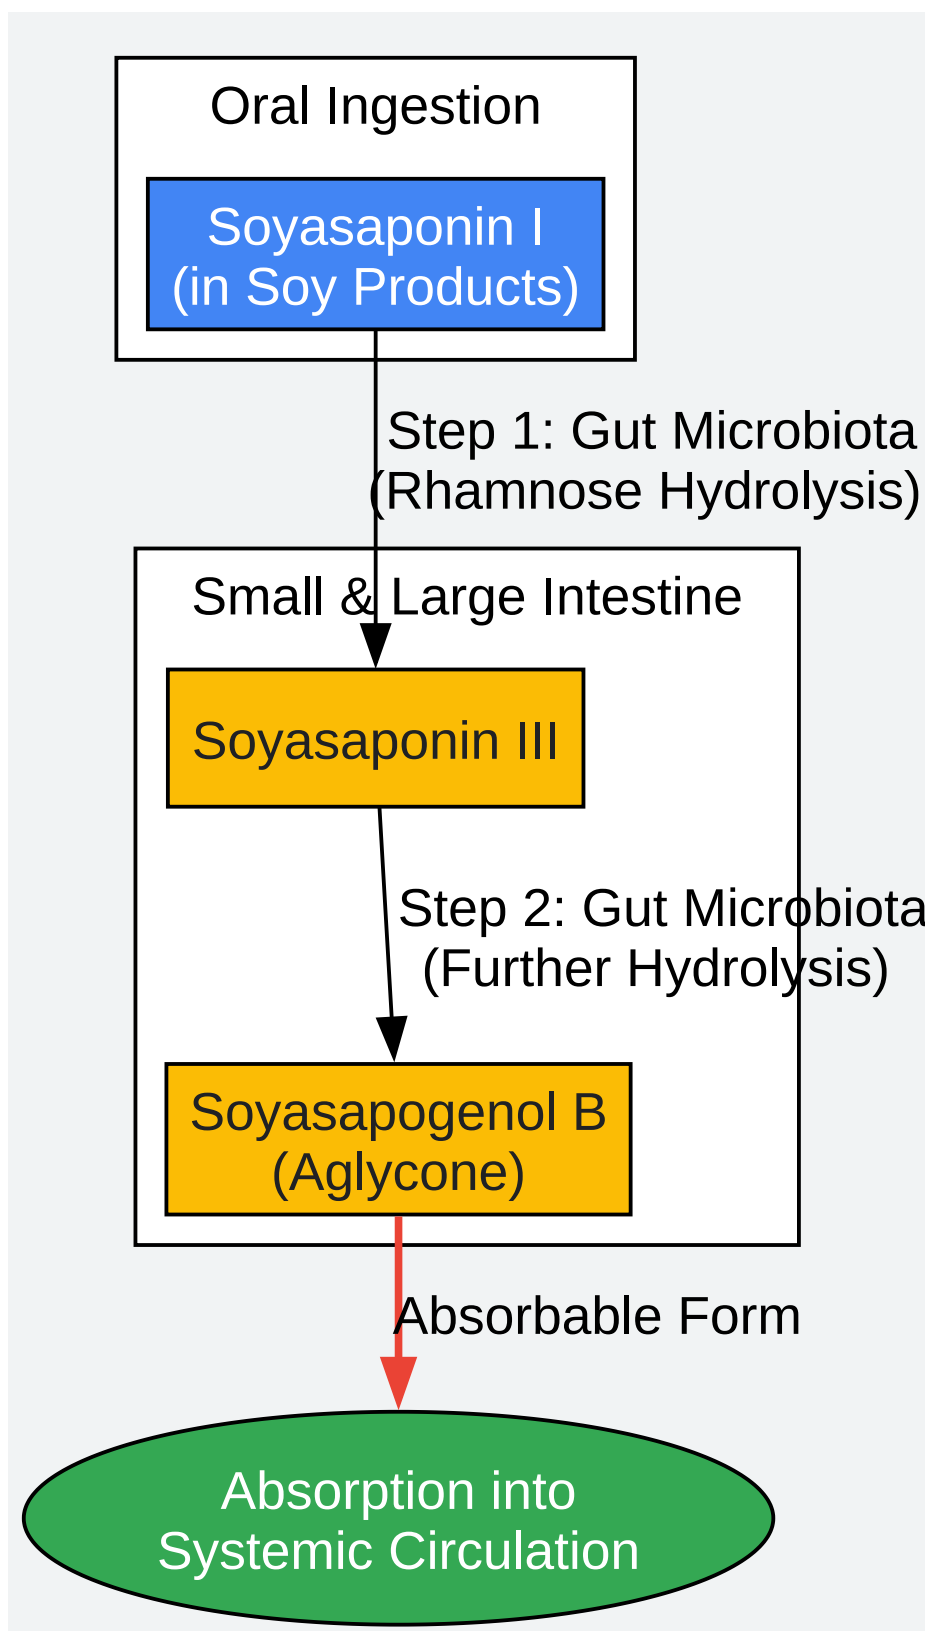 Oral Ingestion
Soyasaponin I
(in Soy Products)
Step 1: Gut Microbiota
(Rhamnose Hydrolysis)
Small & Large Intestine
Soyasaponin III
Step 2: Gut Microbiota
(Further Hydrolysis)
Soyasapogenol B
(Aglycone)
Absorbable Form
Absorption into
Systemic Circulation